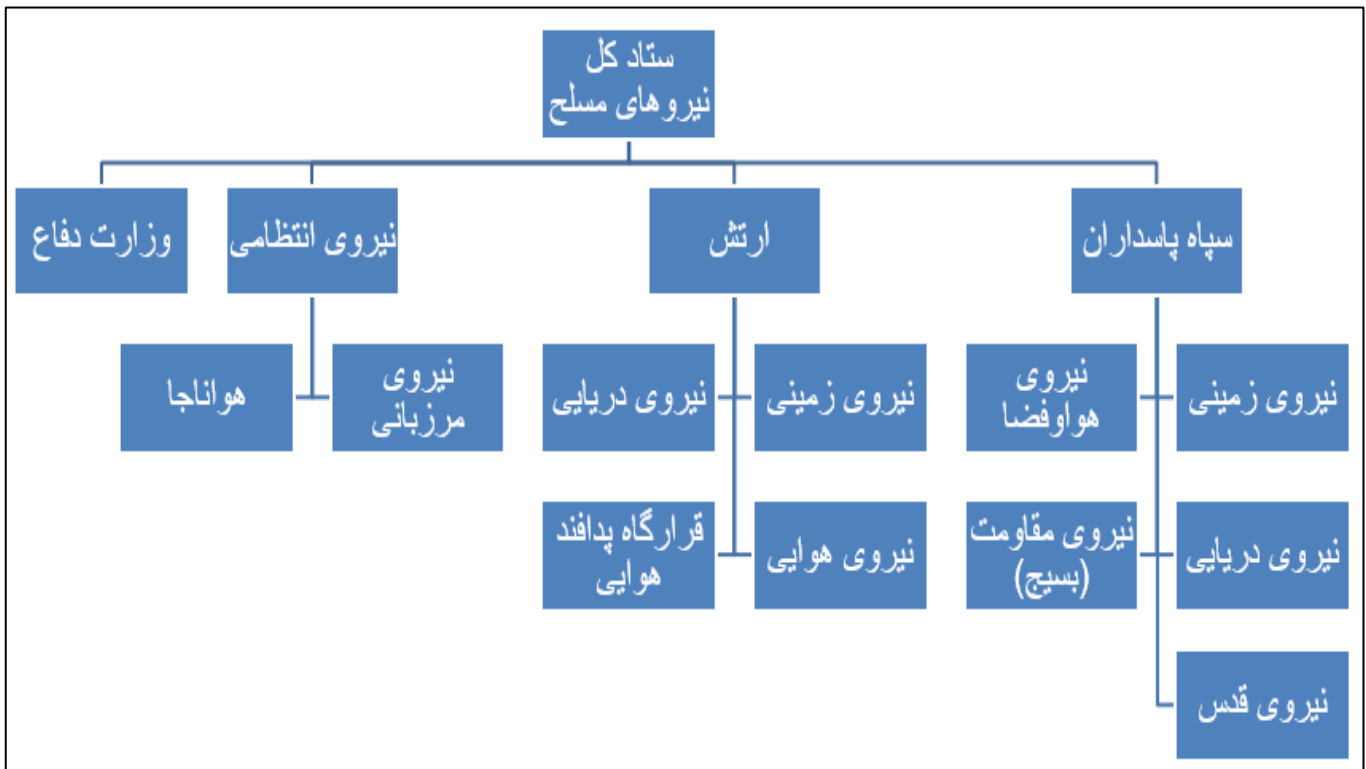 ستاد کل
نیروهای مسلح
سپاه پاسداران
ارتش
نیروی انتظامی
وزارت دفاع
نیروی زمینی
نیروی
هوافضا
نیروی زمینی
نیروی دریایی
نیروی
مرزبانی
هواناجا
نیروی دریایی
نیروی مقاومت
(بسیج)
نیروی هوایی
قرارگاه پدافند
هوایی
نیروی قدس